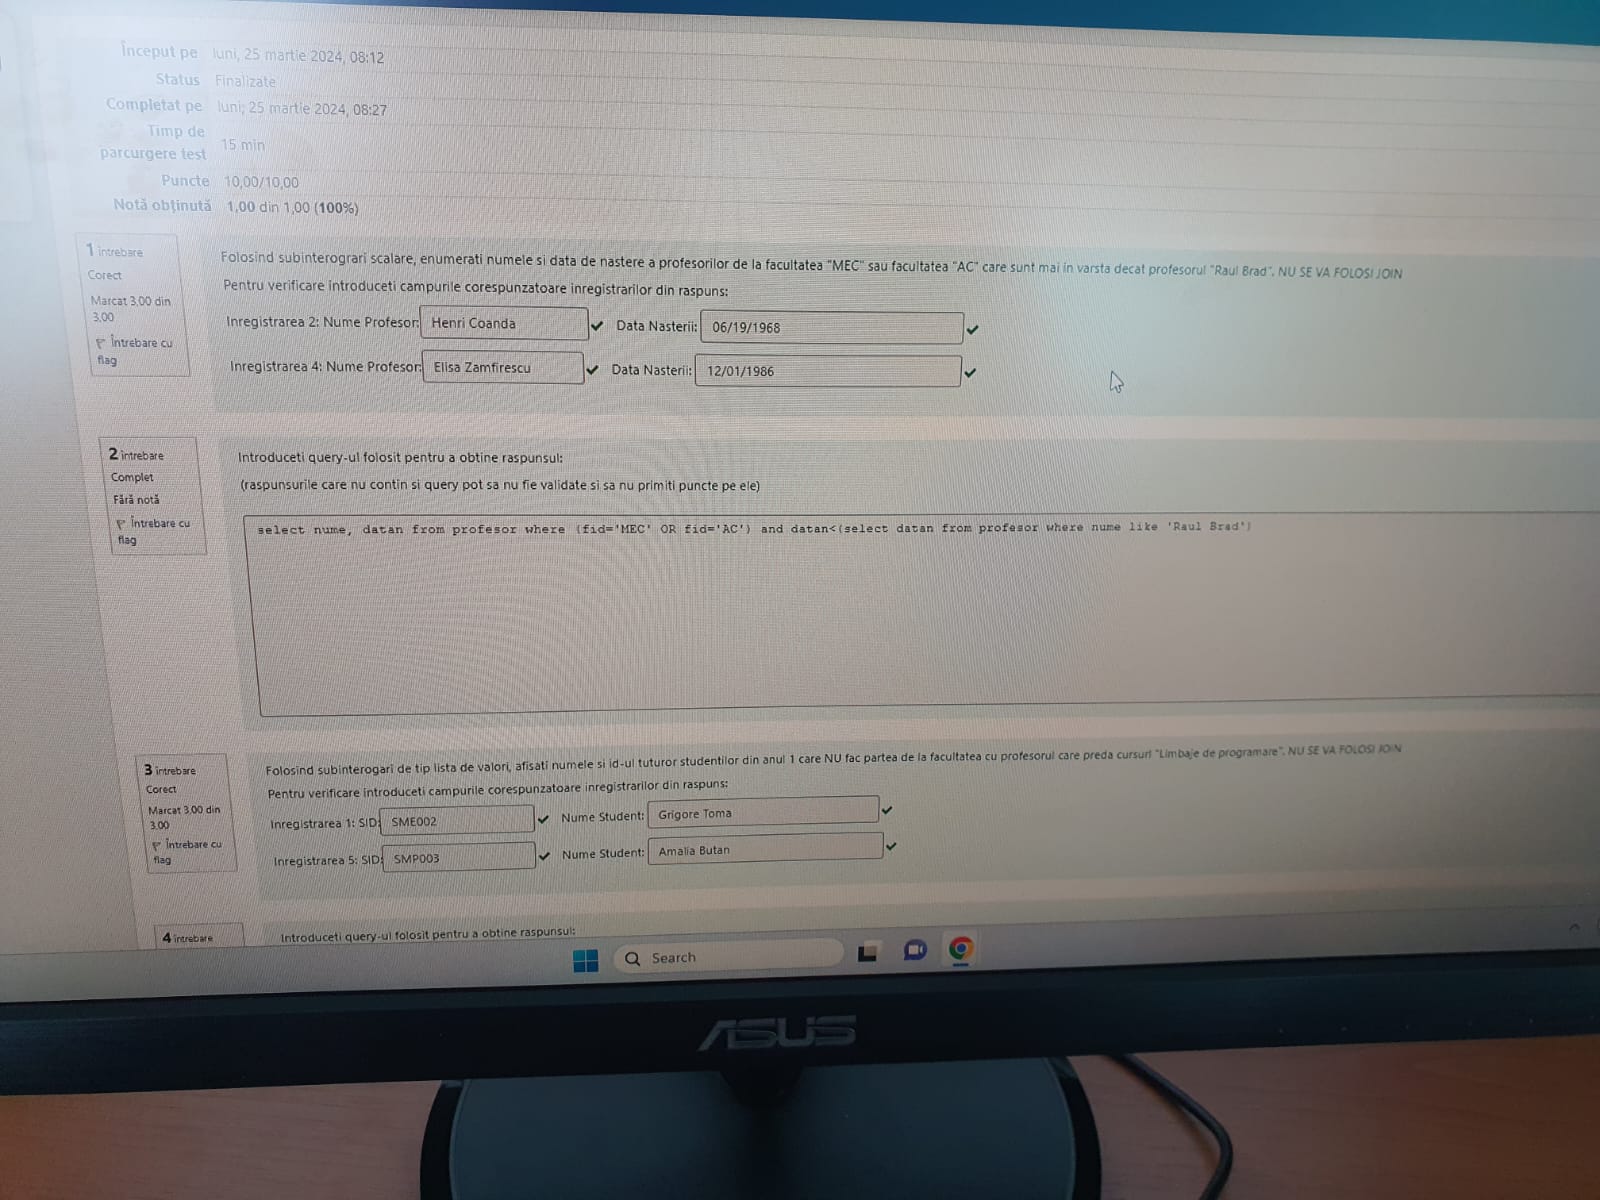 Început pe luni, 25 martie 2024, 08:12
Status Finalizate
Completat pe luni, 25 martie 2024, 08:27
Timp de parcurgere test 15 min
Puncte 10,00/10,00
Notă obținută 1,00 din 1,00 (100%)
1 întrebare
Corect
Marcat 3,00 din 3,00
Întrebare cu flag
Folosind subinterograri scalare, enumerati numele si data de nastere a profesorilor de la facultatea "MEC" sau facultatea "AC" care sunt mai in varsta decat profesorul "Raul Brad". NU SE VA FOLOSI JOIN
Pentru verificare introduceti campurile corespunzatoare inregistrarilor din raspuns:
Inregistrarea 2: Nume Profesor: Henri Coanda Data Nasterii: 06/19/1968
Inregistrarea 4: Nume Profesor: Elisa Zamfirescu Data Nasterii: 12/01/1986
2 întrebare
Complet
Fără notă
Întrebare cu flag
Introduceti query-ul folosit pentru a obtine raspunsul:
(raspunsurile care nu contin si query pot sa nu fie validate si sa nu primiti puncte pe ele)
select nume, datan from profesor where (fid='MEC' OR fid='AC') and datan<(select datan from profesor where nume like 'Raul Brad')
3 întrebare
Corect
Marcat 3,00 din 3,00
Întrebare cu flag
Folosind subinterogari de tip lista de valori, afisati numele si id-ul tuturor studentilor din anul 1 care NU fac partea de la facultatea cu profesorul care preda cursurl "Limbaje de programare". NU SE VA FOLOSI JOIN
Pentru verificare introduceti campurile corespunzatoare inregistrarilor din raspuns:
Inregistrarea 1: SID: SME002 Nume Student: Grigore Toma
Inregistrarea 5: SID: SMP003 Nume Student: Amalia Butan
4 întrebare
Introduceti query-ul folosit pentru a obtine raspunsul:
Search
ASUS